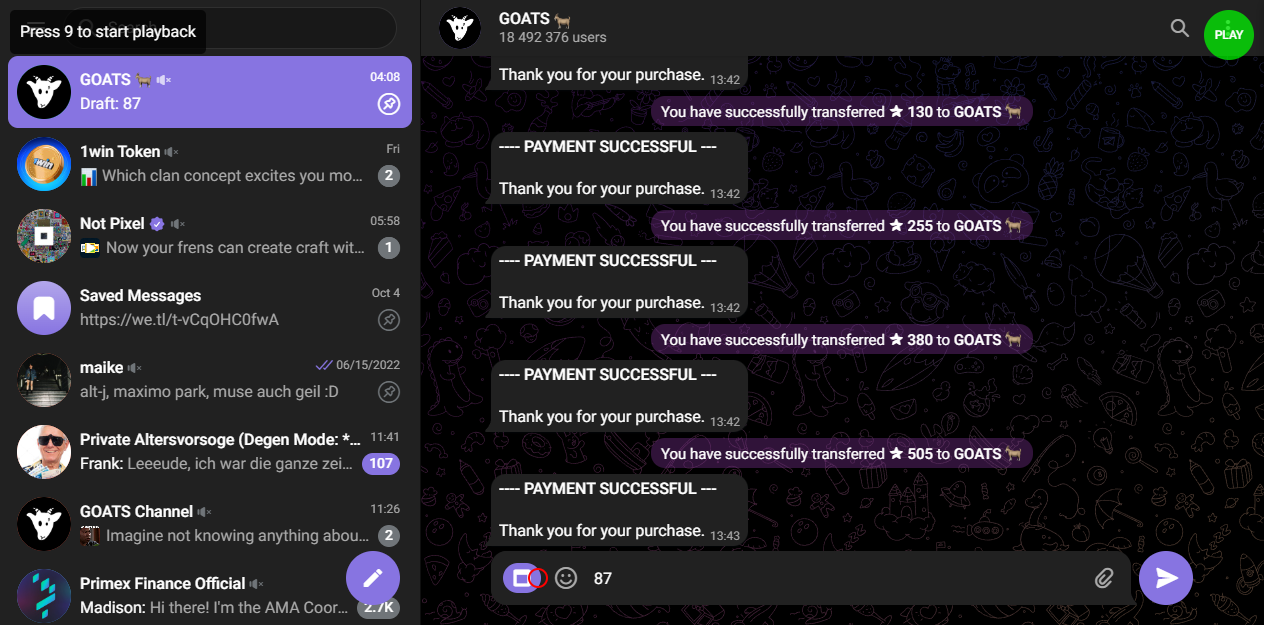 Press 9 to start playback
GOATS
04:08
Draft: 87
1win Token
Fri
Which clan concept excites you mo...
2
Not Pixel
05:58
Now your frens can create craft wit...
1
Saved Messages
Oct 4
https://we.tl/t-vCqOHC0fwA
maike
06/15/2022
alt-j, maximo park, muse auch geil :D
Private Altersvorsoge (Degen Mode: *...
11:41
Frank: Leeeude, ich war die ganze zei...
107
GOATS Channel
11:26
Imagine not knowing anything abou...
2
Primex Finance Official
Madison: Hi there! I'm the AMA Coor...
2.7K
GOATS
18 492 376 users
PLAY
Thank you for your purchase. 13:42
You have successfully transferred ★ 130 to GOATS
---- PAYMENT SUCCESSFUL ---
Thank you for your purchase. 13:42
You have successfully transferred ★ 255 to GOATS
---- PAYMENT SUCCESSFUL ---
Thank you for your purchase. 13:42
You have successfully transferred ★ 380 to GOATS
---- PAYMENT SUCCESSFUL ---
Thank you for your purchase. 13:42
You have successfully transferred ★ 505 to GOATS
---- PAYMENT SUCCESSFUL ---
Thank you for your purchase. 13:43
87